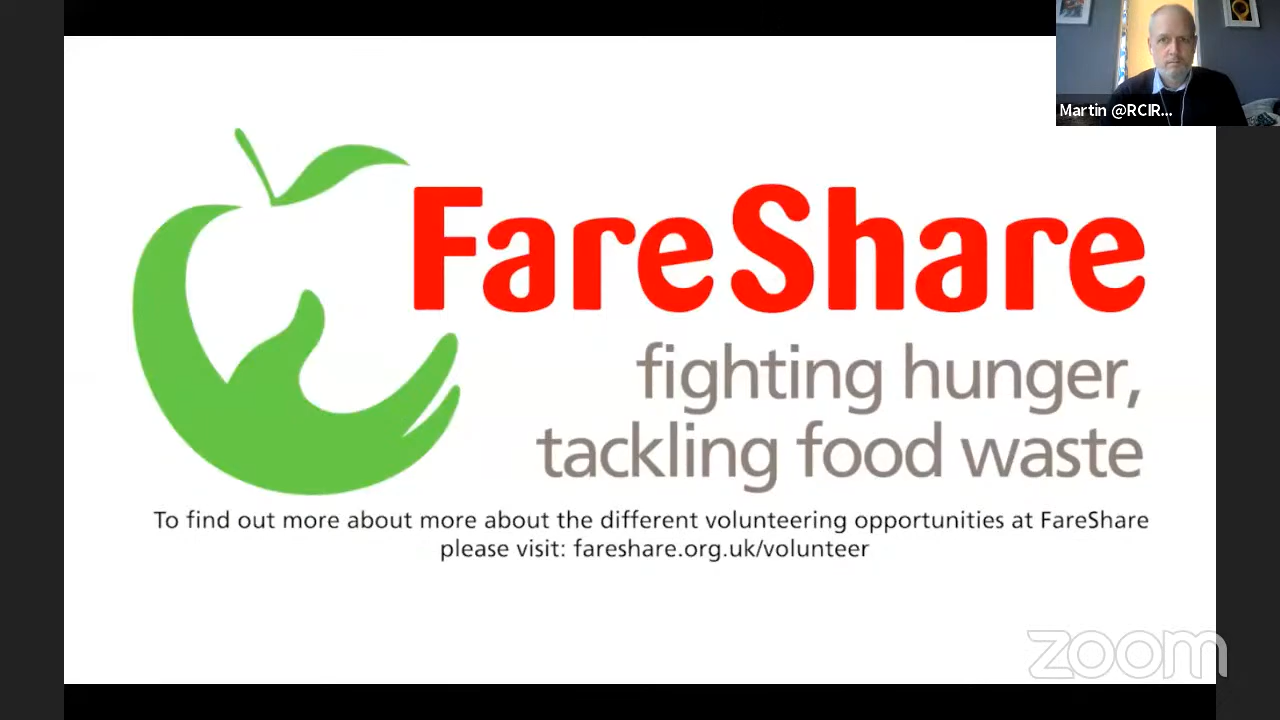 Martin @RCIR...
FareShare
fighting hunger,
tackling food waste
To find out more about more about the different volunteering opportunities at FareShare
please visit: fareshare.org.uk/volunteer
zoom